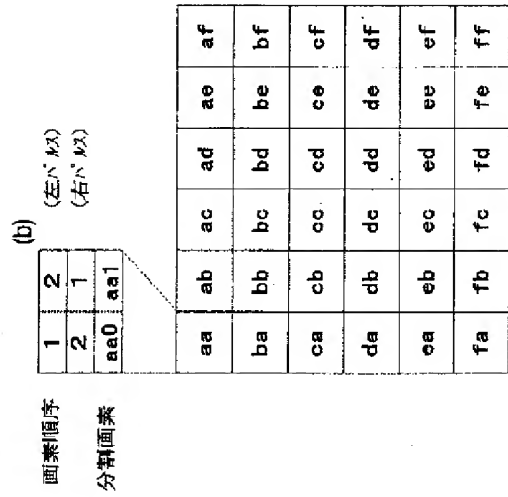 (b)
画素順序 1 2 (左パルス)
2 1 (右パルス)
分割画素 aa0 aa1
aa ab ac ad ae af
ba bb bc bd be bf
ca cb cc cd ce cf
da db dc dd de df
ea eb ec ed ee ef
fa fb fc fd fe ff